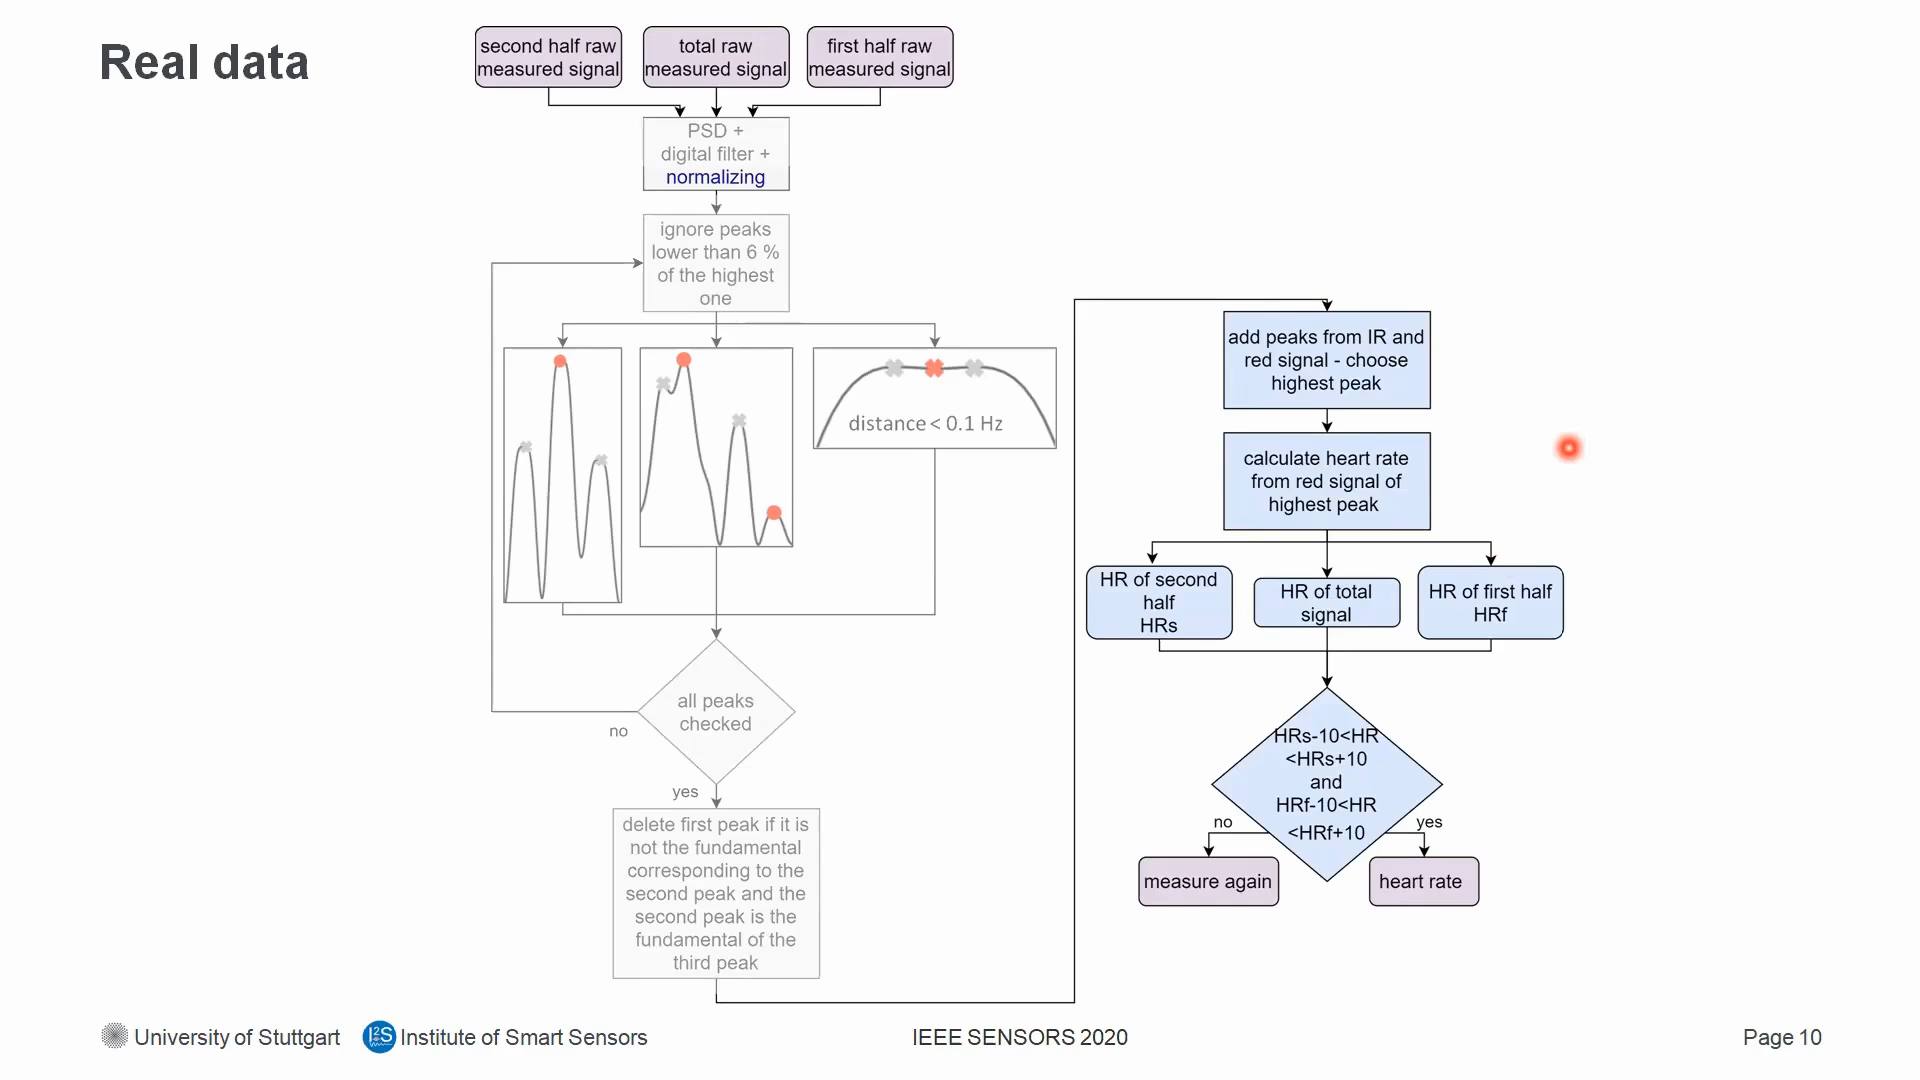 Real data
second half raw
measured signal
total raw
measured signal
first half raw
measured signal
PSD +
digital filter +
normalizing
ignore peaks
lower than 6 %
of the highest
one
distance < 0.1 Hz
all peaks
checked
no
yes
delete first peak if it is
not the fundamental
corresponding to the
second peak and the
second peak is the
fundamental of the
third peak
add peaks from IR and
red signal - choose
highest peak
calculate heart rate
from red signal of
highest peak
HR of second
half
HRs
HR of total
signal
HR of first half
HRf
HRs-10<HR
<HRs+10
and
HRf-10<HR
<HRf+10
no
yes
measure again
heart rate
University of Stuttgart
I2S
Institute of Smart Sensors
IEEE SENSORS 2020
Page 10